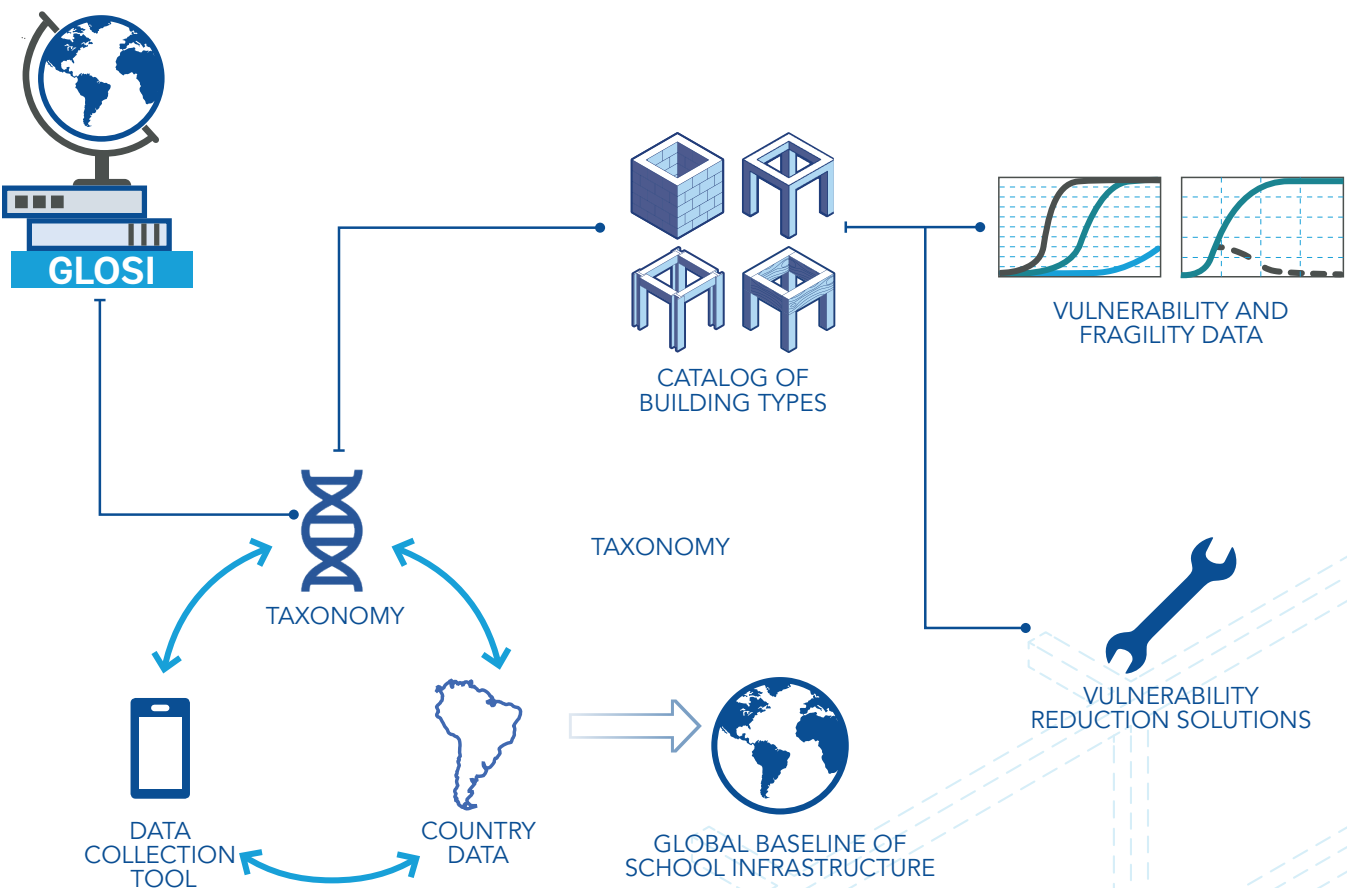 GLOSI
VULNERABILITY AND
FRAGILITY DATA
CATALOG OF
BUILDING TYPES
TAXONOMY
TAXONOMY
VULNERABILITY
REDUCTION SOLUTIONS
DATA
COLLECTION
TOOL
COUNTRY
DATA
GLOBAL BASELINE OF
SCHOOL INFRASTRUCTURE